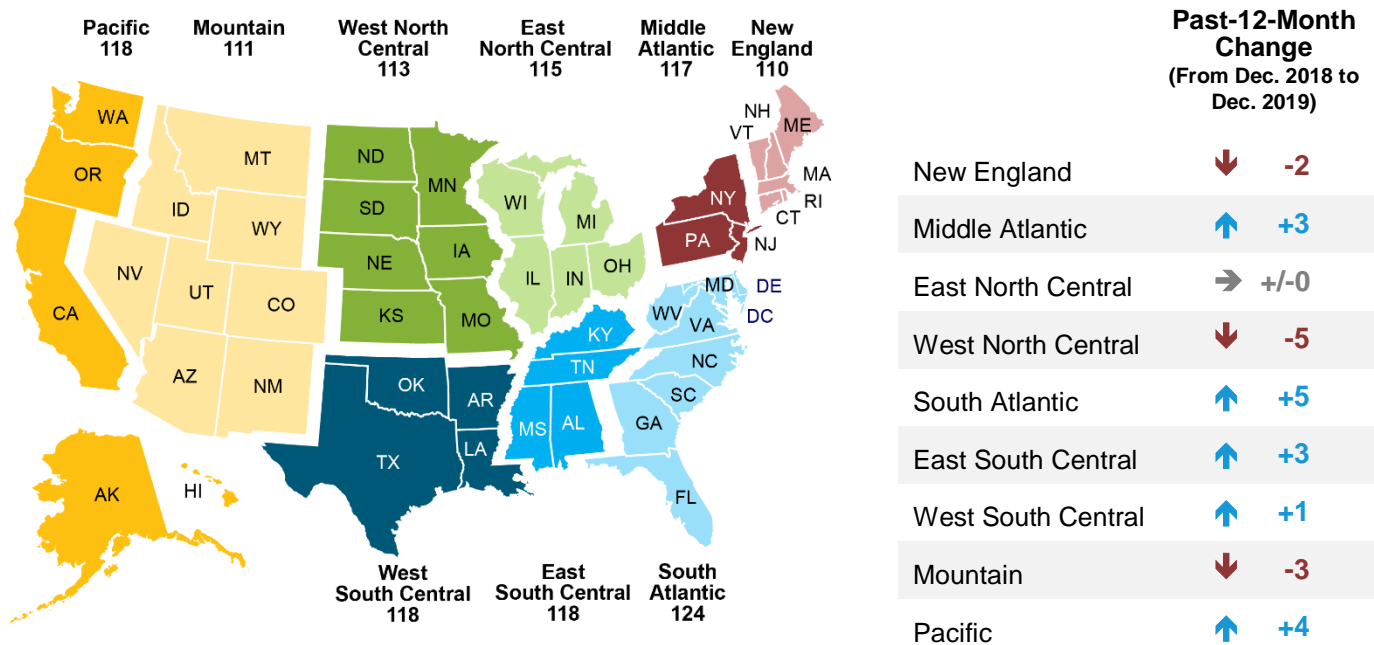 Pacific
118
Mountain
111
West North
Central
113
East
North Central
115
Middle
Atlantic
117
New
England
110
WA
OR
CA
AK
HI
MT
ID
WY
NV
UT
CO
AZ
NM
ND
SD
NE
KS
MN
IA
MO
WI
MI
IL
IN
OH
NY
PA
NJ
NH
VT
ME
MA
RI
CT
MD
DE
DC
WV
VA
NC
SC
GA
FL
KY
TN
MS
AL
OK
AR
TX
LA
West
South Central
118
East
South Central
118
South
Atlantic
124
Past-12-Month
Change
(From Dec. 2018 to
Dec. 2019)
New England -2
Middle Atlantic +3
East North Central +/-0
West North Central -5
South Atlantic +5
East South Central +3
West South Central +1
Mountain -3
Pacific +4